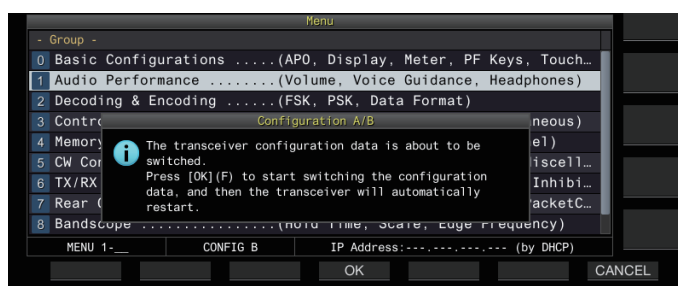 Menu
- Group -
0 Basic Configurations .....(APO, Display, Meter, PF Keys, Touch…
1 Audio Performance ........(Volume, Voice Guidance, Headphones)
2 Decoding & Encoding ......(FSK, PSK, Data Format)
3 Contro
neous)
4 Memory
el)
5 CW Con
iscell…
6 TX/RX
Inhibi…
7 Rear
acketC…
8 Bandscope ................(Hold Time, Scale, Edge Frequency)
Configuration A/B
The transceiver configuration data is about to be
switched.
Press [OK](F) to start switching the configuration
data, and then the transceiver will automatically
restart.
MENU 1-__ CONFIG B IP Address:---.---.---.--- (by DHCP)
OK CANCEL